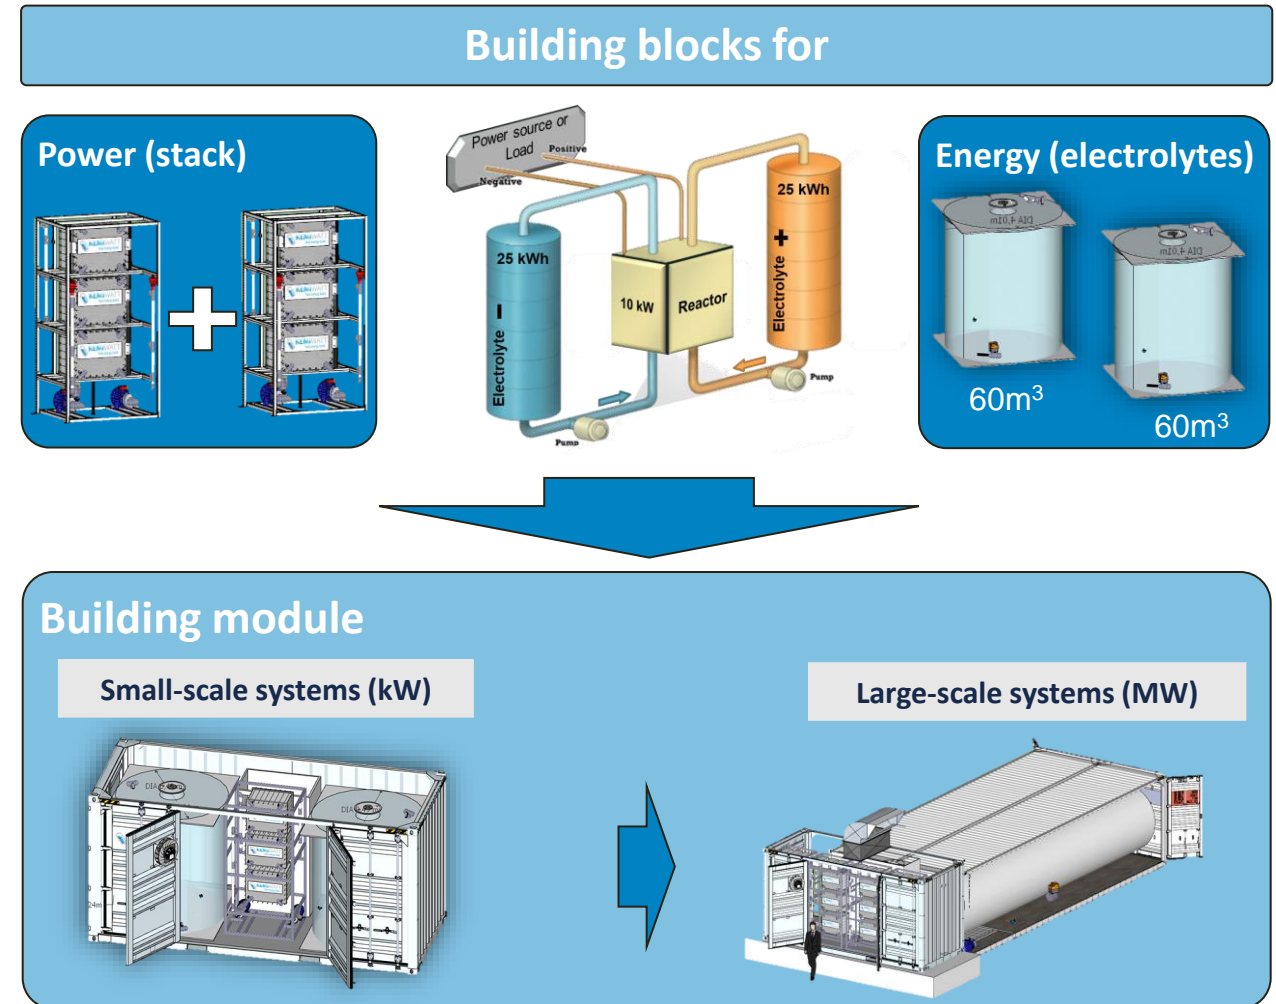 Building blocks for
Power (stack)
Power source or
Load
Positive
Negative
25 kWh
Electrolyte −
10 kW
Reactor
25 kWh
Electrolyte +
Pump
Pump
Energy (electrolytes)
60m³
60m³
Building module
Small-scale systems (kW)
Large-scale systems (MW)